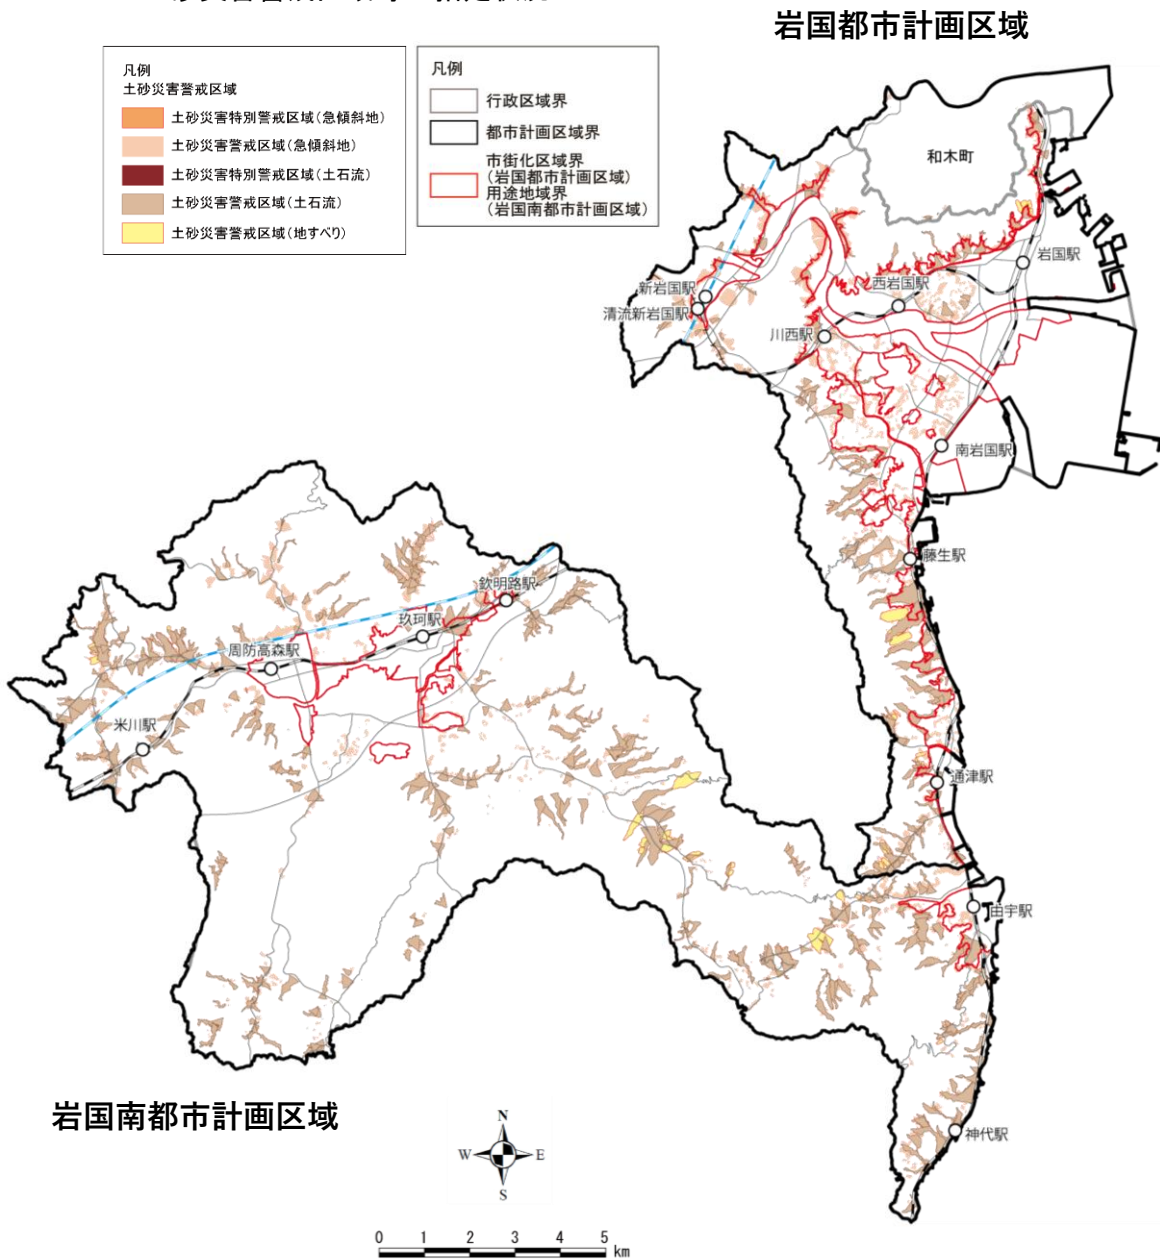 岩国都市計画区域
凡例
土砂災害警戒区域
土砂災害特別警戒区域(急傾斜地)
土砂災害警戒区域(急傾斜地)
土砂災害特別警戒区域(土石流)
土砂災害警戒区域(土石流)
土砂災害警戒区域(地すべり)
凡例
行政区域界
都市計画区域界
市街化区域界
(岩国都市計画区域)
用途地域界
(岩国南都市計画区域)
和木町
岩国駅
西岩国駅
新岩国駅
清流新岩国駅
川西駅
南岩国駅
藤生駅
欽明路駅
玖珂駅
周防高森駅
米川駅
通津駅
由宇駅
神代駅
岩国南都市計画区域
N
W
E
S
0 1 2 3 4 5
km